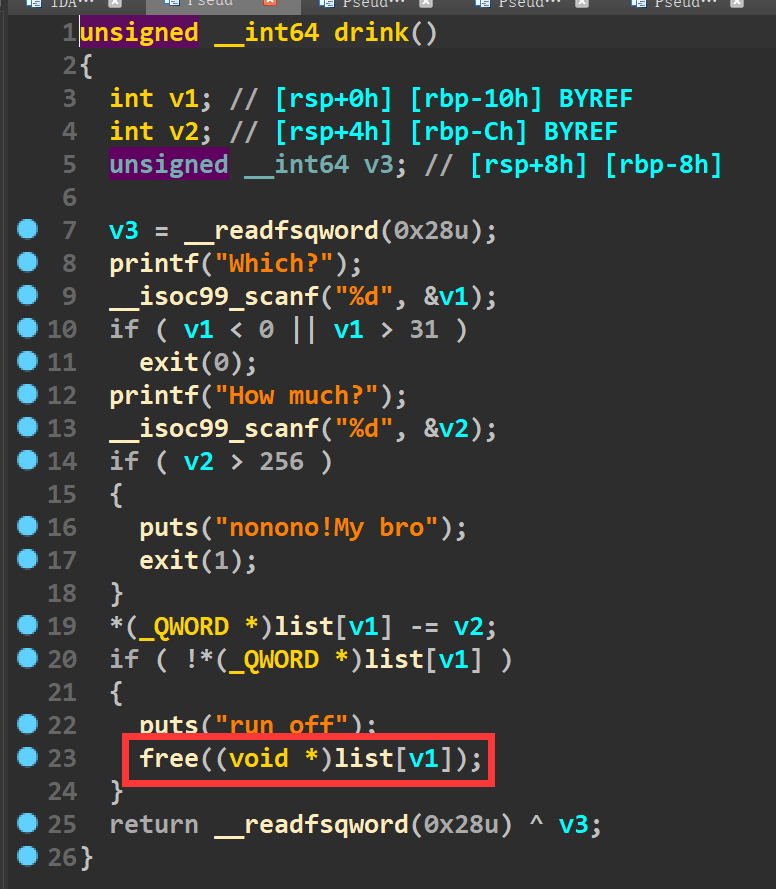 IDA··· Pseud Pseud··· Pseud··· Pseud···
1 unsigned __int64 drink()
2 {
3 int v1; // [rsp+0h] [rbp-10h] BYREF
4 int v2; // [rsp+4h] [rbp-Ch] BYREF
5 unsigned __int64 v3; // [rsp+8h] [rbp-8h]
6
7 v3 = __readfsqword(0x28u);
8 printf("Which?");
9 __isoc99_scanf("%d", &v1);
10 if ( v1 < 0 || v1 > 31 )
11 exit(0);
12 printf("How much?");
13 __isoc99_scanf("%d", &v2);
14 if ( v2 > 256 )
15 {
16 puts("nonono!My bro");
17 exit(1);
18 }
19 *(_QWORD *)list[v1] -= v2;
20 if ( !*(_QWORD *)list[v1] )
21 {
22 puts("run off");
23 free((void *)list[v1]);
24 }
25 return __readfsqword(0x28u) ^ v3;
26 }